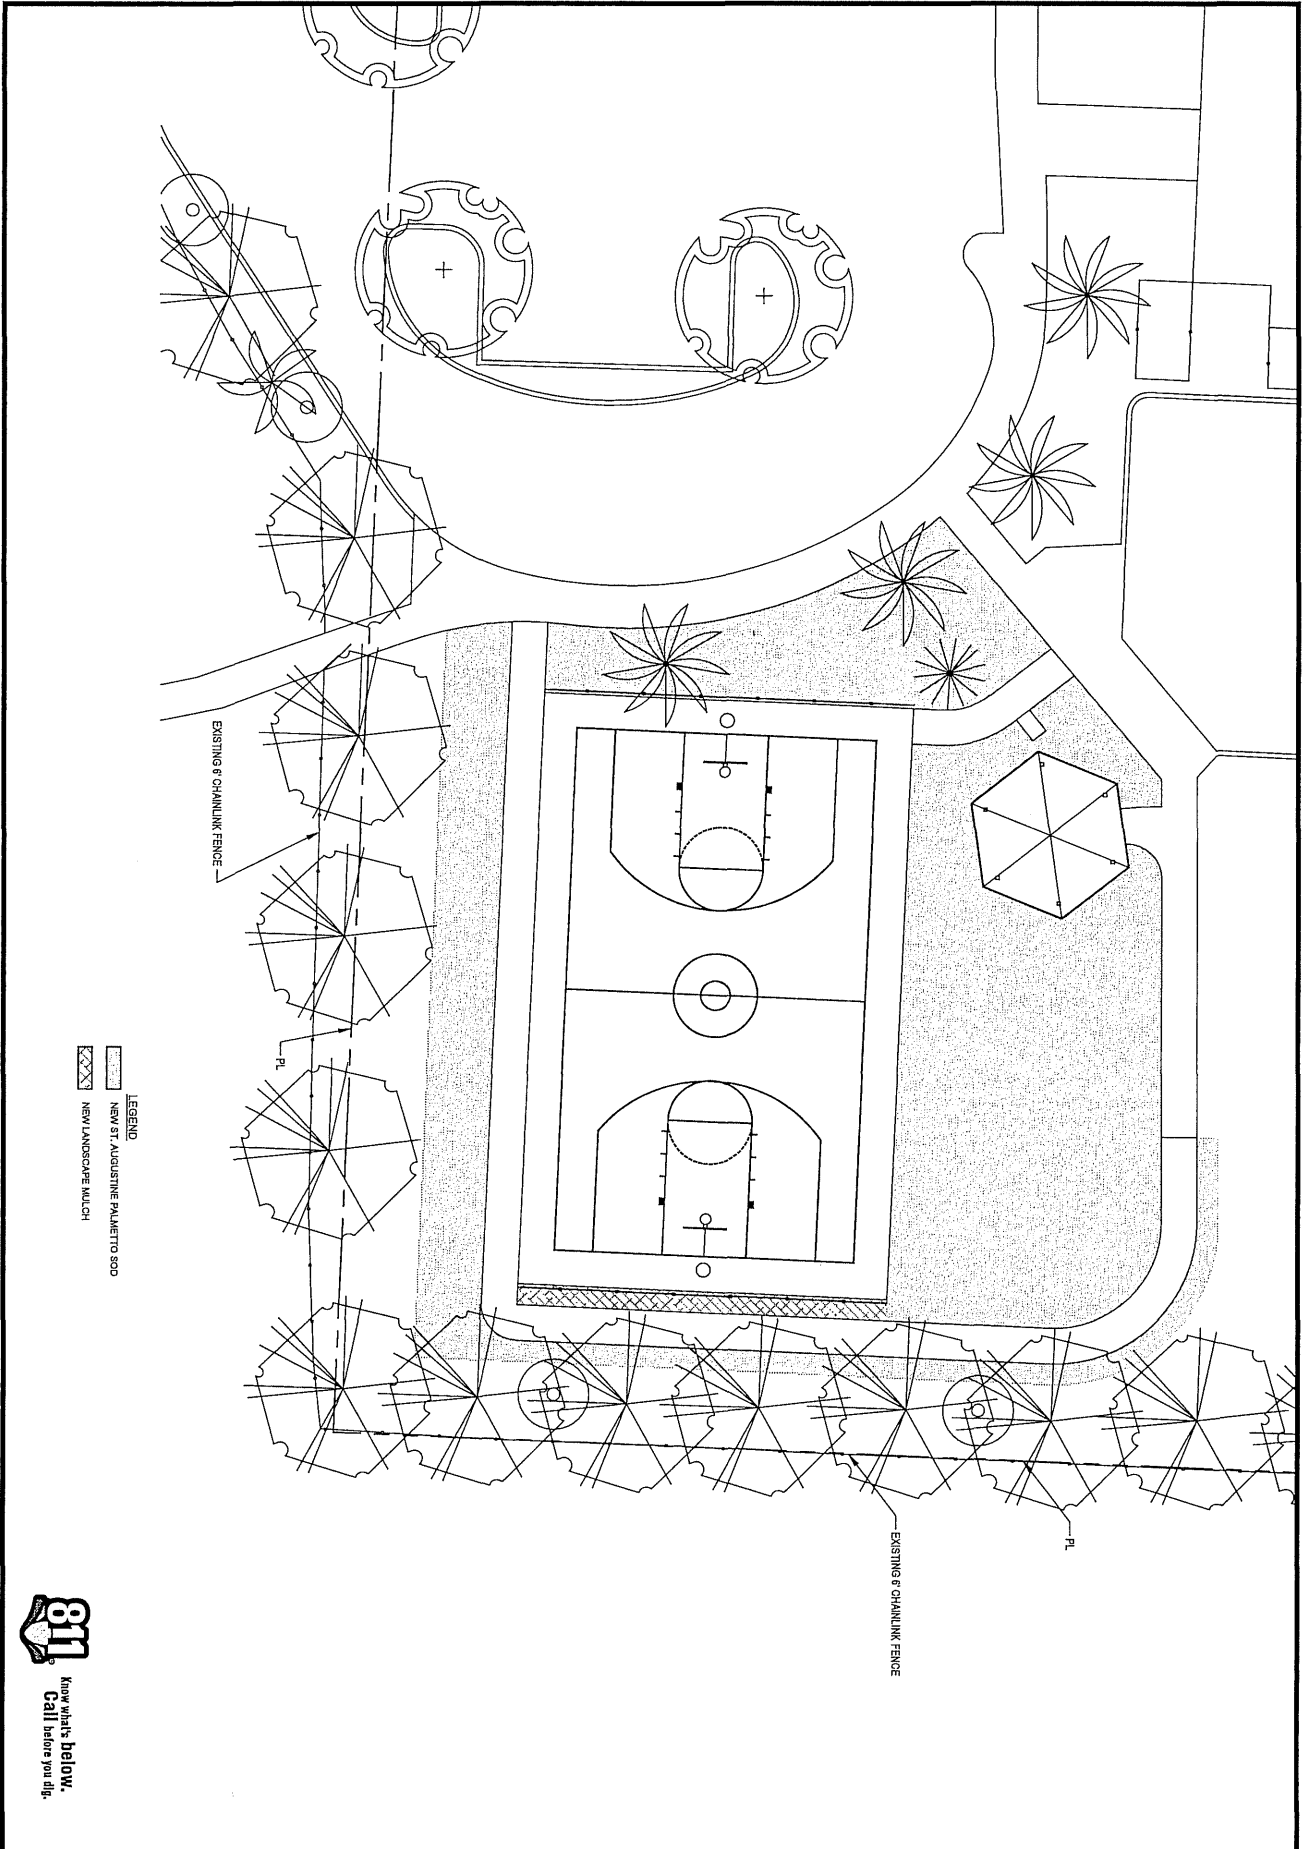 EXISTING 6' CHAINLINK FENCE
PL
EXISTING 6' CHAINLINK FENCE
PL
LEGEND
NEW ST. AUGUSTINE PALMETTO SOD
NEW LANDSCAPE MULCH
811
Know what's below.
Call before you dig.